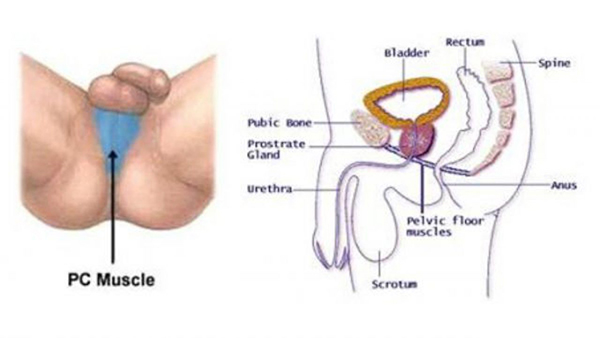 PC Muscle
Bladder
Rectum
Spine
Pubic Bone
Prostrate
Gland
Urethra
Anus
Pelvic floor
muscles
Scrotum